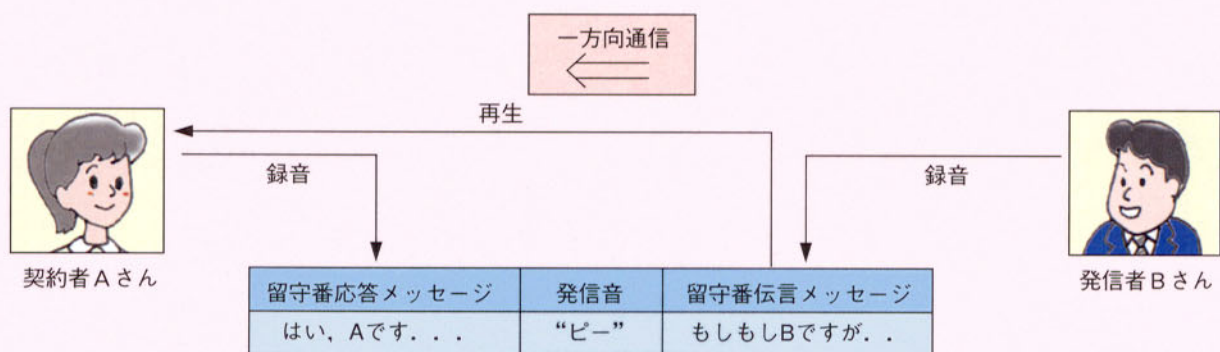 一方向通信
再生
録音
録音
契約者Aさん
発信者Bさん
留守番応答メッセージ 発信音 留守番伝言メッセージ
はい，Aです．．． “ピー” もしもしBですが．．